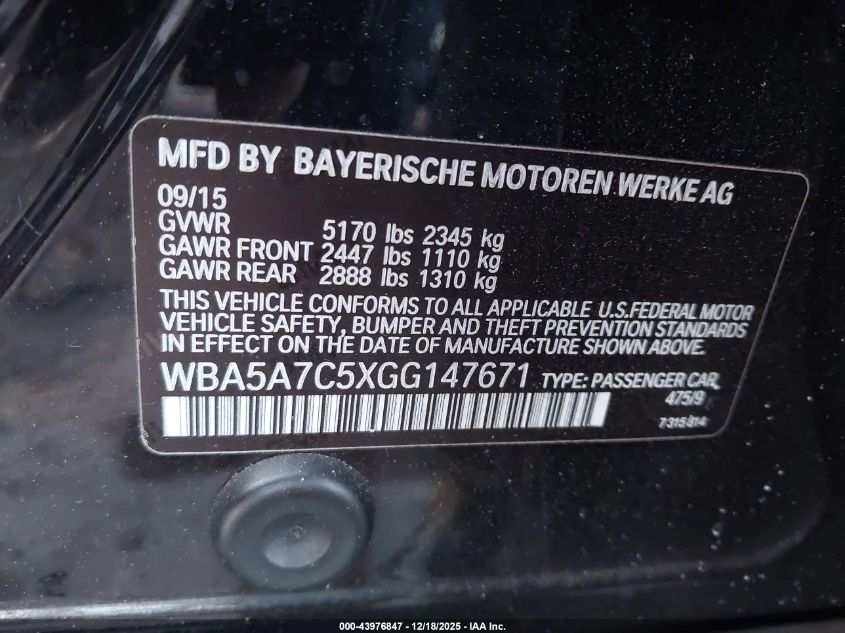 MFD BY BAYERISCHE MOTOREN WERKE AG
09/15
GVWR 5170 lbs 2345 kg
GAWR FRONT 2447 lbs 1110 kg
GAWR REAR 2888 lbs 1310 kg
THIS VEHICLE CONFORMS TO ALL APPLICABLE U.S.FEDERAL MOTOR
VEHICLE SAFETY, BUMPER AND THEFT PREVENTION STANDARDS
IN EFFECT ON THE DATE OF MANUFACTURE SHOWN ABOVE.
WBA5A7C5XGG147671 TYPE: PASSENGER CAR
475/9
7315814
000-43976847 / 12/18/2025 - IAA Inc.